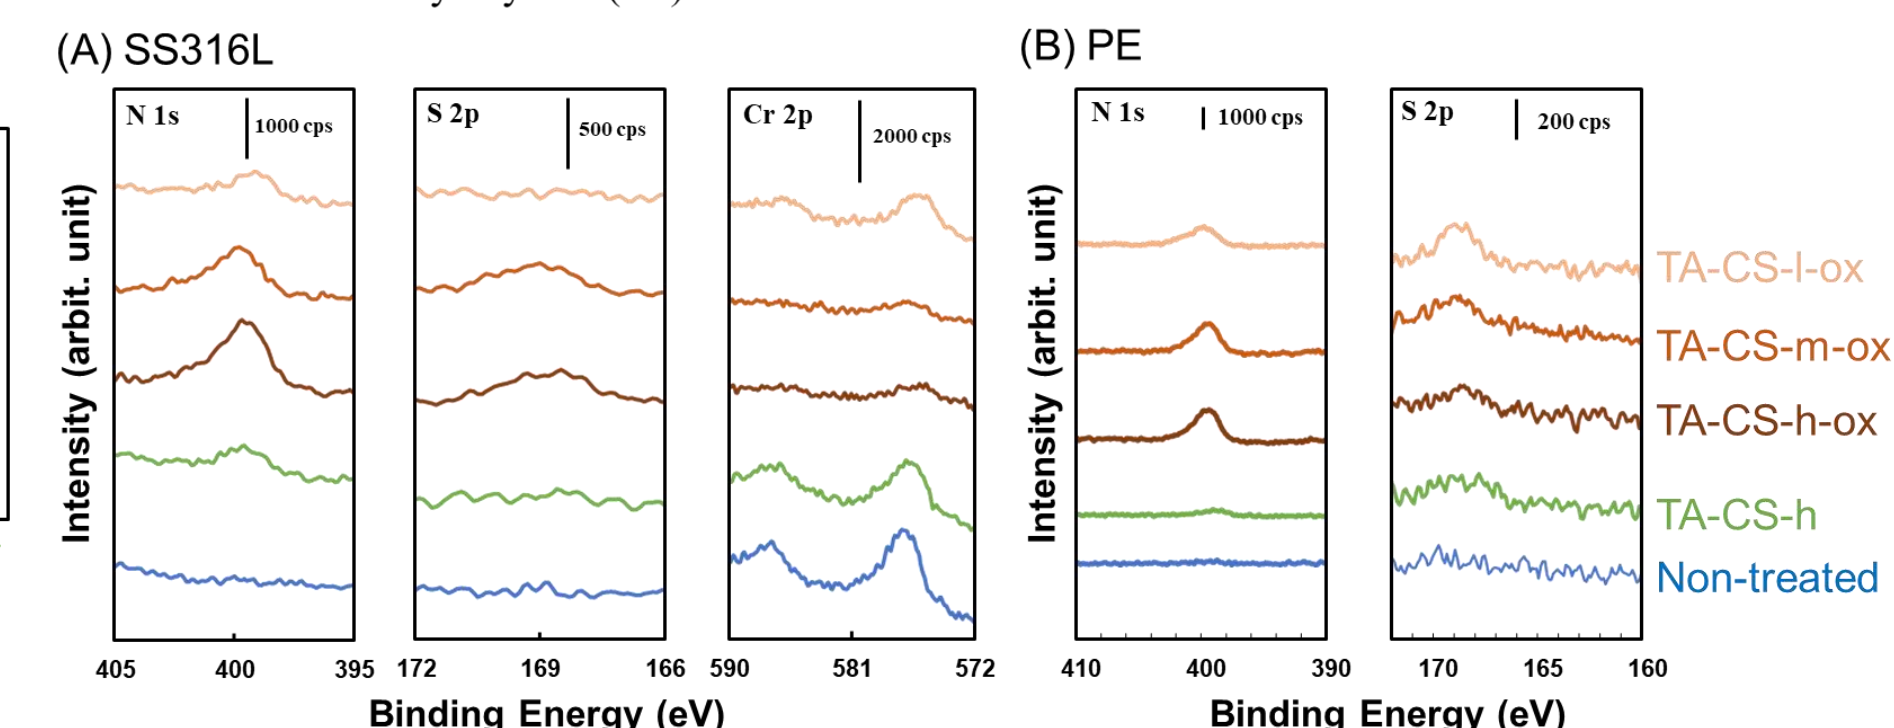 (A) SS316L
(B) PE
N 1s
1000 cps
S 2p
500 cps
Cr 2p
2000 cps
N 1s
1000 cps
S 2p
200 cps
Intensity (arbit. unit)
Intensity (arbit. unit)
TA-CS-l-ox
TA-CS-m-ox
TA-CS-h-ox
TA-CS-h
Non-treated
405 400 395
172 169 166
590 581 572
410 400 390
170 165 160
Binding Energy (eV)
Binding Energy (eV)